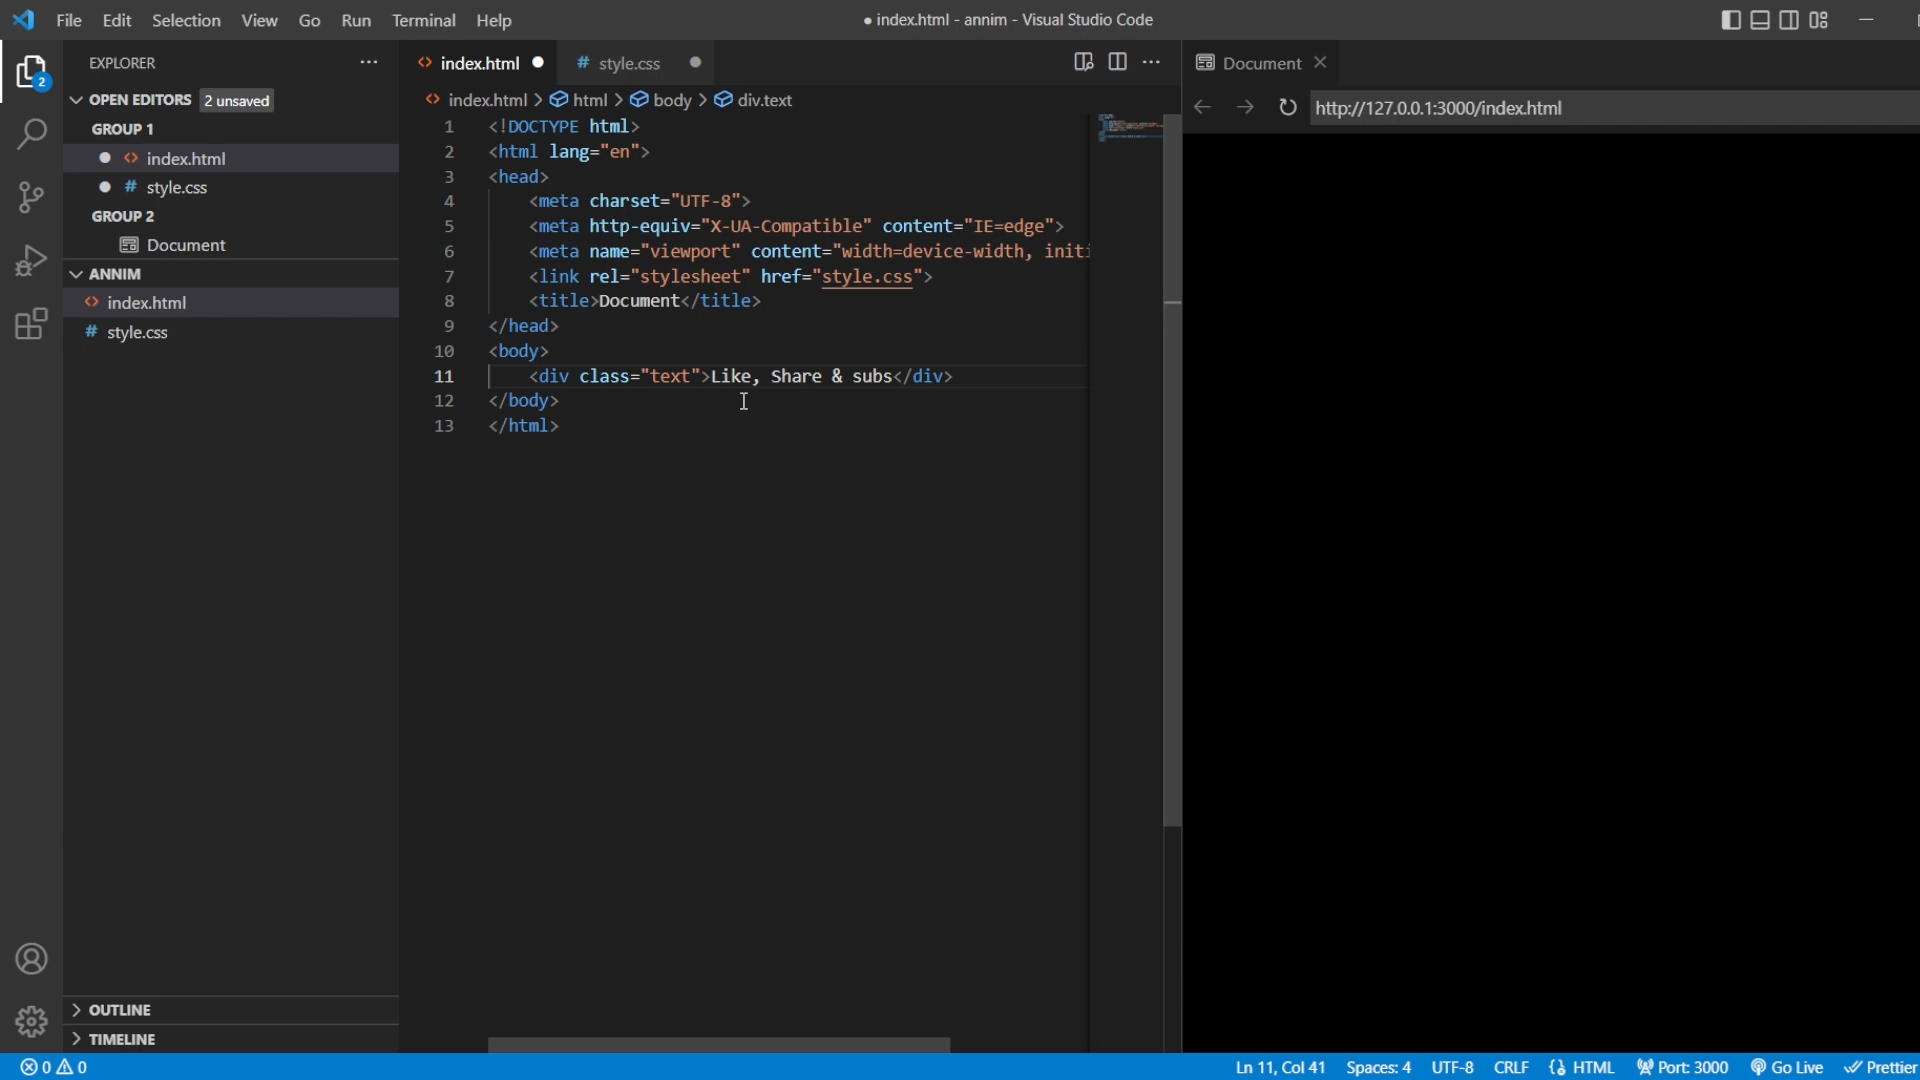 File Edit Selection View Go Run Terminal Help
● index.html - annim - Visual Studio Code
2
EXPLORER
OPEN EDITORS 2 unsaved
GROUP 1
index.html
style.css
GROUP 2
Document
ANNIM
index.html
style.css
OUTLINE
TIMELINE
index.html
style.css
index.html > html > body > div.text
1 <!DOCTYPE html>
2 <html lang="en">
3 <head>
4 <meta charset="UTF-8">
5 <meta http-equiv="X-UA-Compatible" content="IE=edge">
6 <meta name="viewport" content="width=device-width, initi
7 <link rel="stylesheet" href="style.css">
8 <title>Document</title>
9 </head>
10 <body>
11 <div class="text">Like, Share & subs</div>
12 </body>
13 </html>
Document
http://127.0.0.1:3000/index.html
0 0
Ln 11, Col 41 Spaces: 4 UTF-8 CRLF HTML Port: 3000 Go Live Prettier